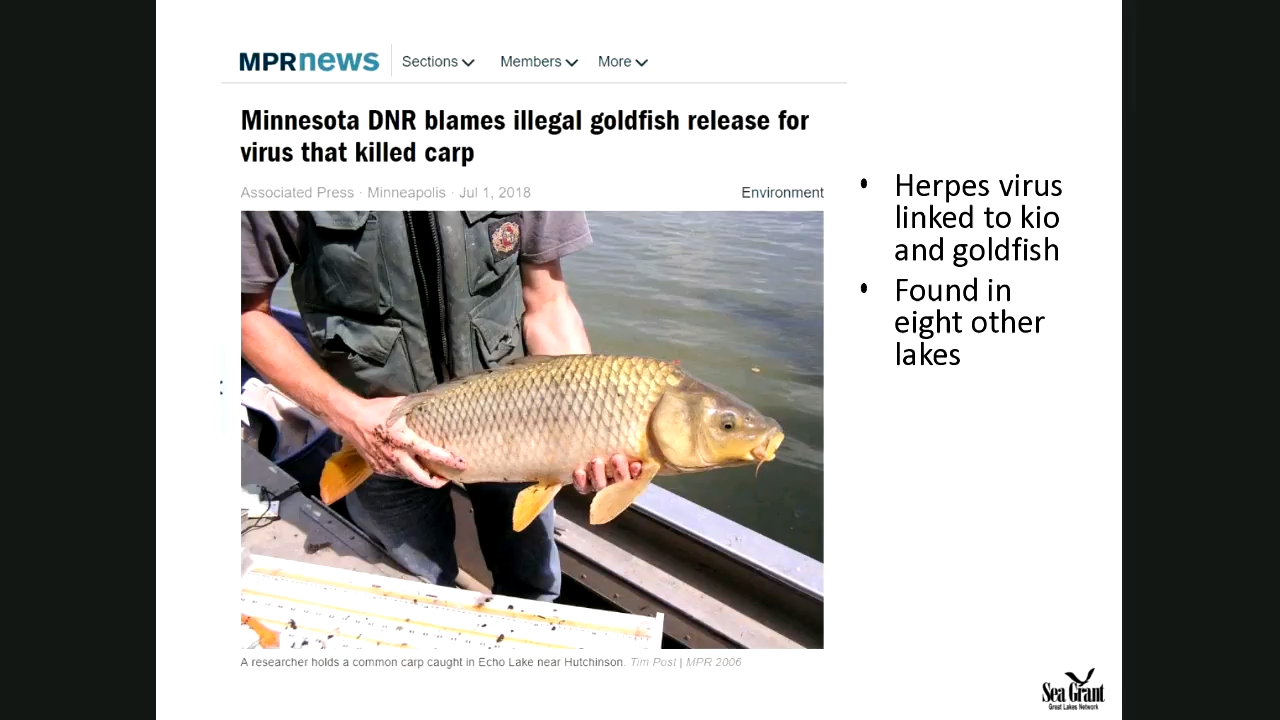 MPRnews Sections Members More
Minnesota DNR blames illegal goldfish release for
virus that killed carp
Associated Press · Minneapolis · Jul 1, 2018 Environment
• Herpes virus
linked to kio
and goldfish
• Found in
eight other
lakes
A researcher holds a common carp caught in Echo Lake near Hutchinson. Tim Post | MPR 2006
Sea Grant
Great Lakes Network